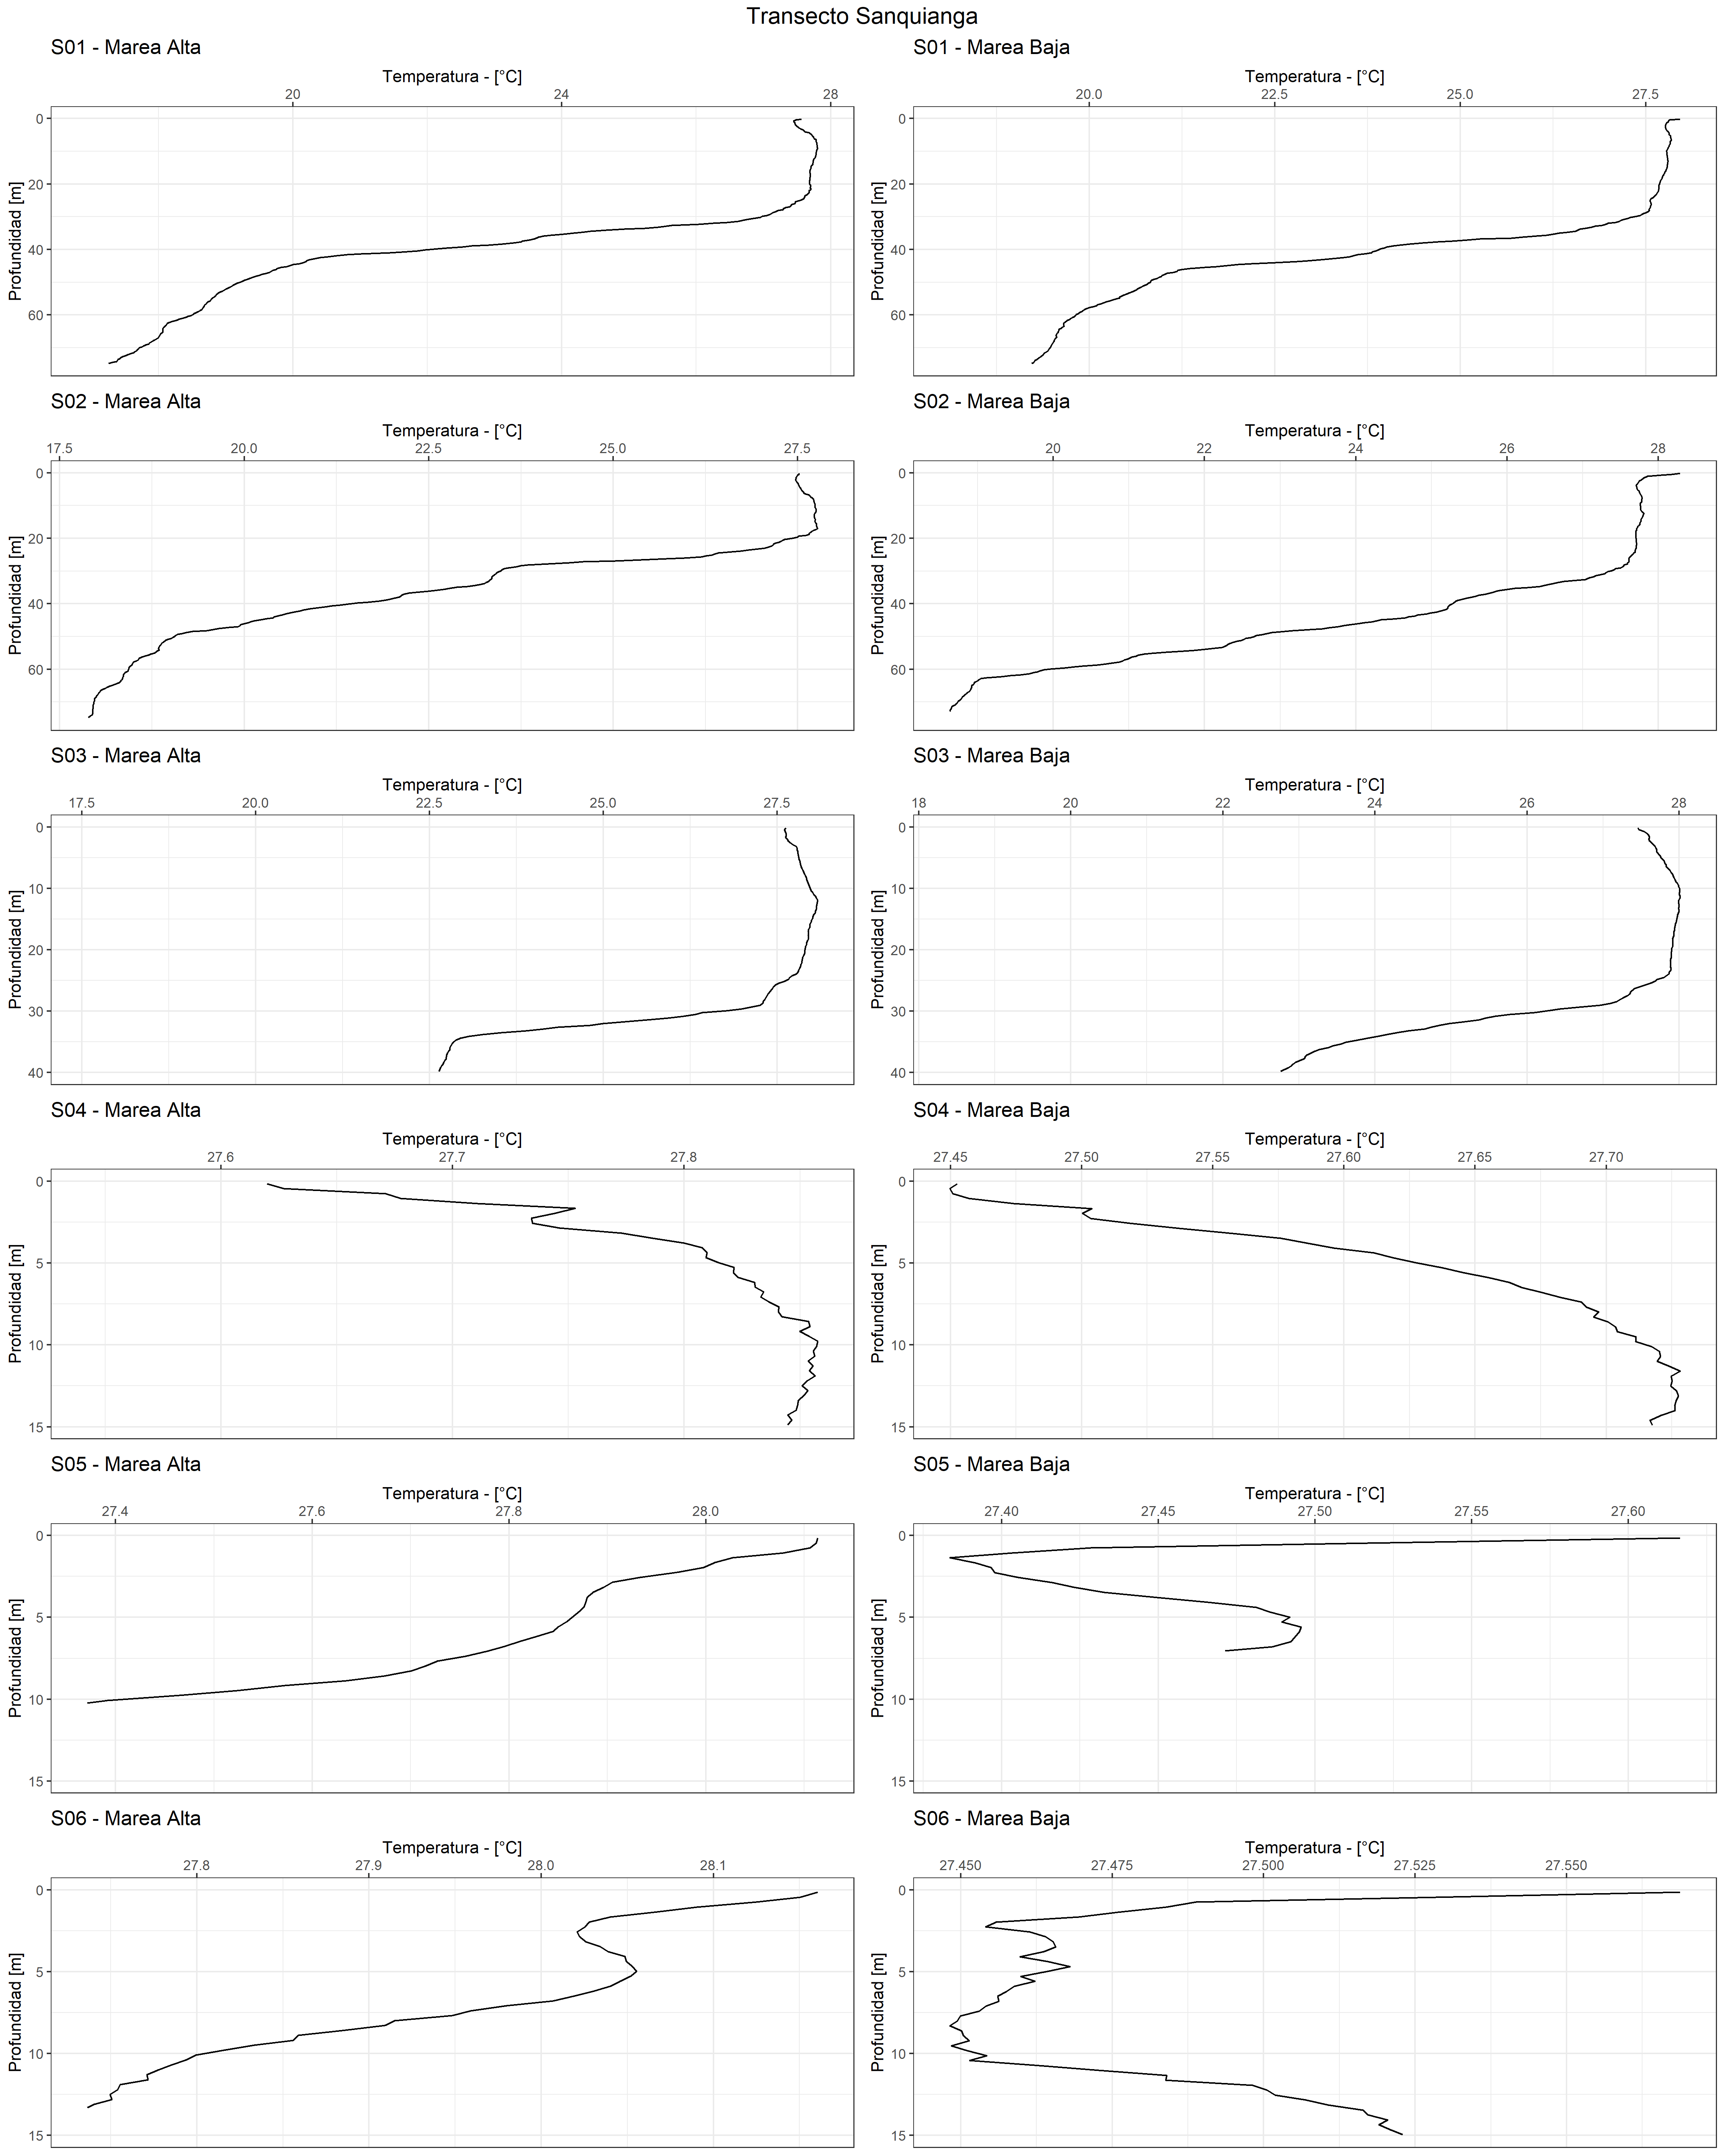 Transecto Sanquianga
S01 - Marea Alta
Temperatura - [°C]
20 24 28
Profundidad [m]
0
20
40
60
S01 - Marea Baja
Temperatura - [°C]
20.0 22.5 25.0 27.5
Profundidad [m]
0
20
40
60
S02 - Marea Alta
Temperatura - [°C]
17.5 20.0 22.5 25.0 27.5
Profundidad [m]
0
20
40
60
S02 - Marea Baja
Temperatura - [°C]
20 22 24 26 28
Profundidad [m]
0
20
40
60
S03 - Marea Alta
Temperatura - [°C]
17.5 20.0 22.5 25.0 27.5
Profundidad [m]
0
10
20
30
40
S03 - Marea Baja
Temperatura - [°C]
18 20 22 24 26 28
Profundidad [m]
0
10
20
30
40
S04 - Marea Alta
Temperatura - [°C]
27.6 27.7 27.8
Profundidad [m]
0
5
10
15
S04 - Marea Baja
Temperatura - [°C]
27.45 27.50 27.55 27.60 27.65 27.70
Profundidad [m]
0
5
10
15
S05 - Marea Alta
Temperatura - [°C]
27.4 27.6 27.8 28.0
Profundidad [m]
0
5
10
15
S05 - Marea Baja
Temperatura - [°C]
27.40 27.45 27.50 27.55 27.60
Profundidad [m]
0
5
10
15
S06 - Marea Alta
Temperatura - [°C]
27.8 27.9 28.0 28.1
Profundidad [m]
0
5
10
15
S06 - Marea Baja
Temperatura - [°C]
27.450 27.475 27.500 27.525 27.550
Profundidad [m]
0
5
10
15